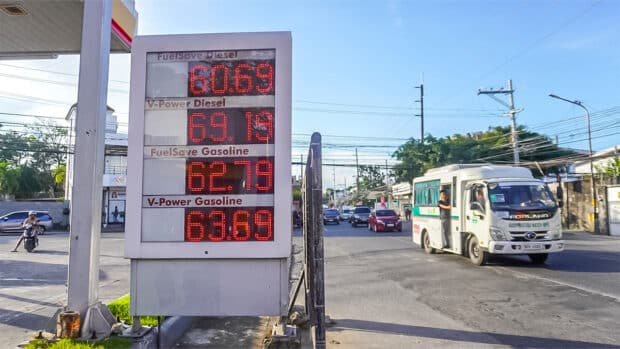 FuelSave Diesel
60.69
V-Power Diesel
69.19
FuelSave Gasoline
62.79
V-Power Gasoline
63.69